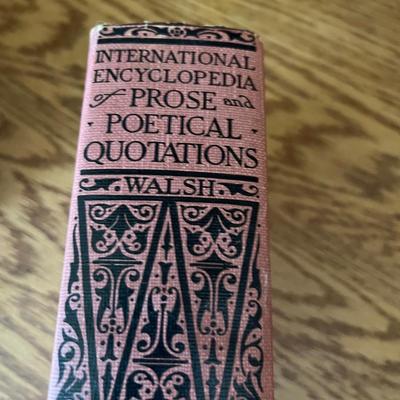 INTERNATIONAL
ENCYCLOPEDIA
of PROSE and
· POETICAL ·
QUOTATIONS
WALSH